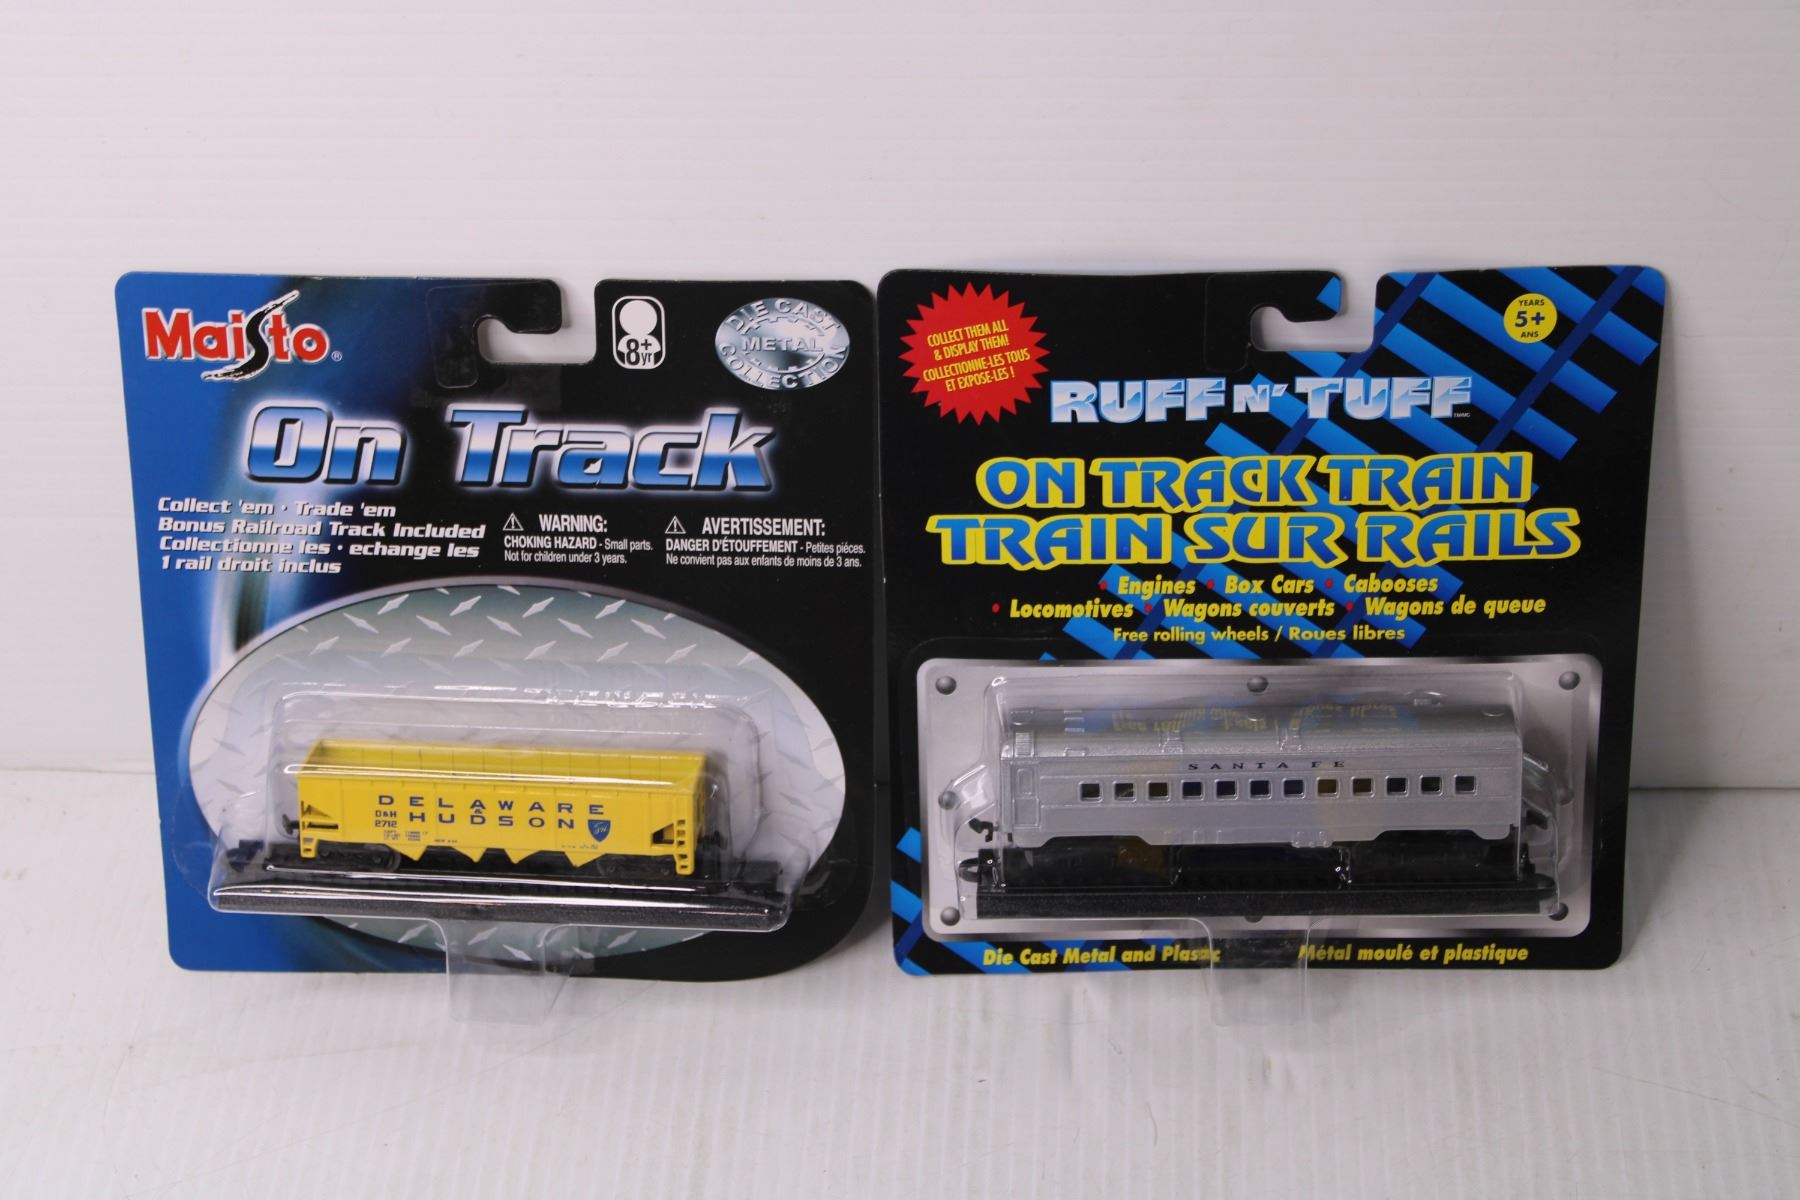 Maisto®
8+
yr
DIE CAST
METAL
COLLECTION
On Track
Collect 'em · Trade 'em
Bonus Railroad Track Included
Collectionne les · echange les
1 rail droit inclus
WARNING:
CHOKING HAZARD - Small parts.
Not for children under 3 years.
AVERTISSEMENT:
DANGER D'ÉTOUFFEMENT - Petites pièces.
Ne convient pas aux enfants de moins de 3 ans.
DELAWARE
&
HUDSON
D&H
2712
COLLECT THEM ALL
& DISPLAY THEM!
COLLECTIONNE-LES TOUS
ET EXPOSE-LES !
YEARS
5+
ANS
RUFF N' TUFF
ON TRACK TRAIN
TRAIN SUR RAILS
• Engines • Box Cars • Cabooses
• Locomotives • Wagons couverts • Wagons de queue
Free rolling wheels / Roues libres
SANTA FE
Die Cast Metal and Plastic
Métal moulé et plastique